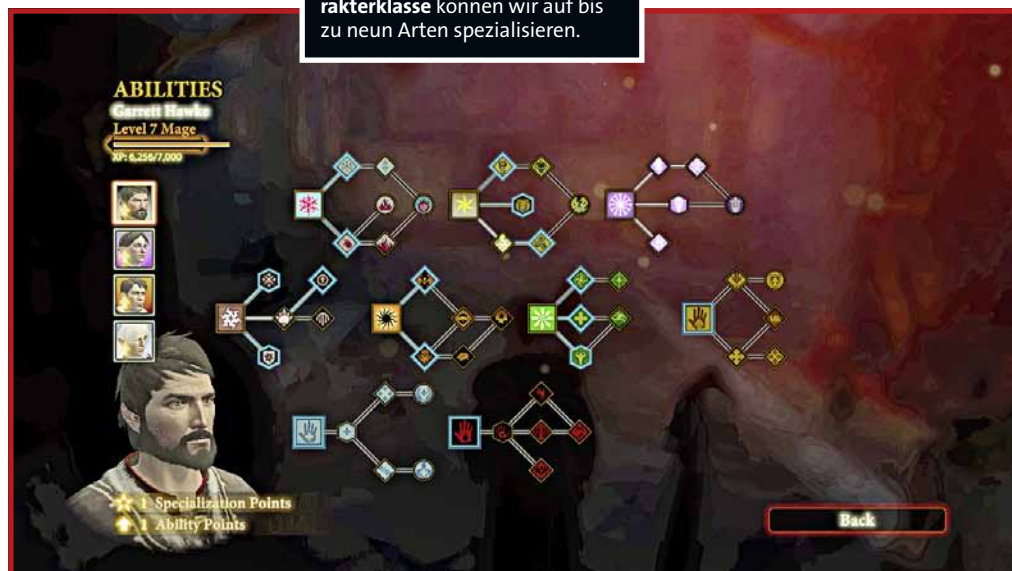 rakterklasse können wir auf bis
zu neun Arten spezialisieren.
ABILITIES
Garrett Hawke
Level 7 Mage
XP: 6,256/7,000
1 Specialization Points
1 Ability Points
Back